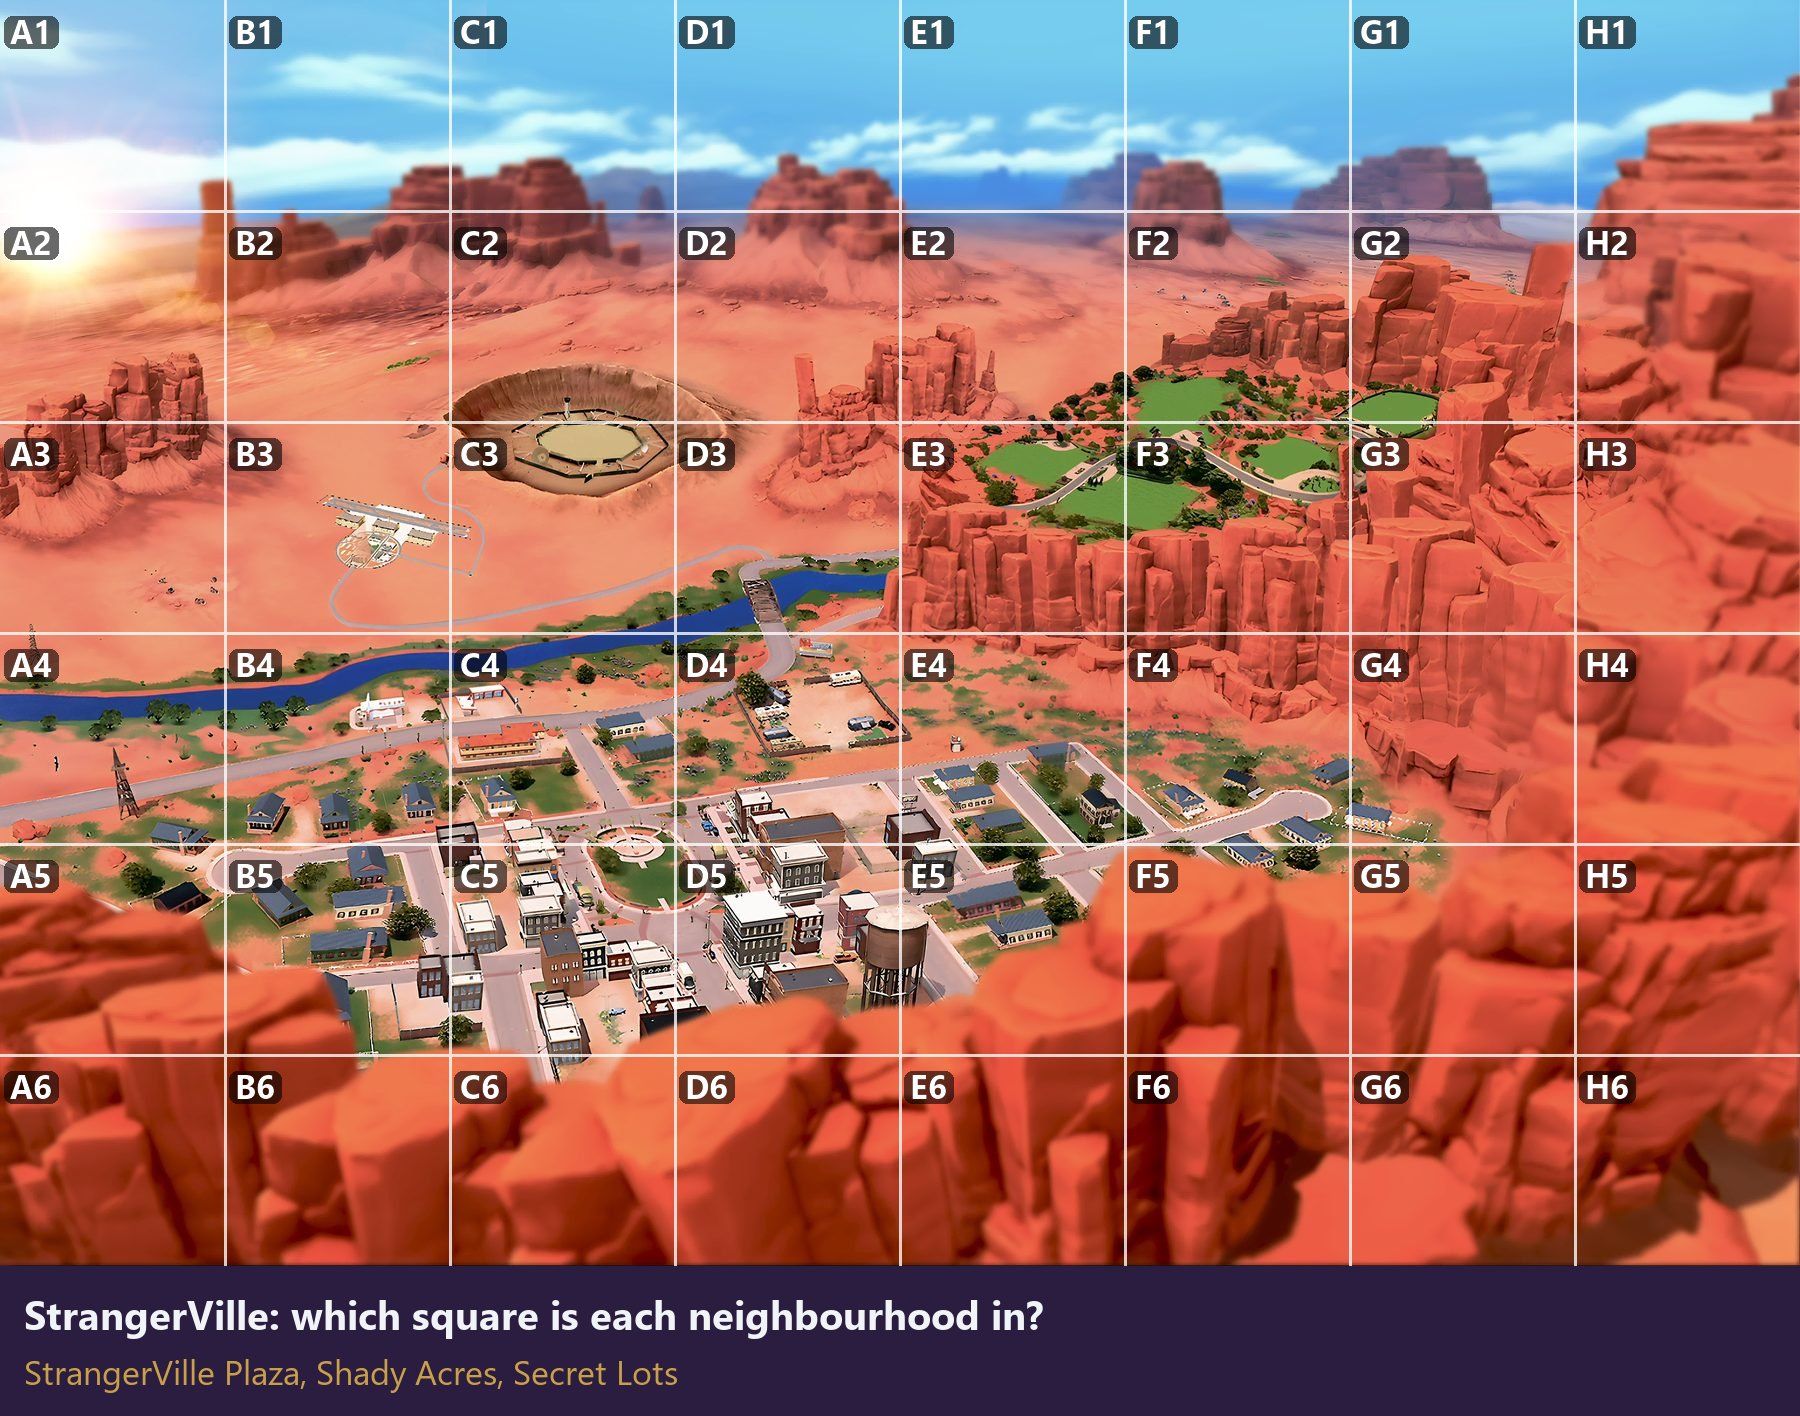 A1 B1 C1 D1 E1 F1 G1 H1
A2 B2 C2 D2 E2 F2 G2 H2
A3 B3 C3 D3 E3 F3 G3 H3
A4 B4 C4 D4 E4 F4 G4 H4
A5 B5 C5 D5 E5 F5 G5 H5
A6 B6 C6 D6 E6 F6 G6 H6
StrangerVille: which square is each neighbourhood in?
StrangerVille Plaza, Shady Acres, Secret Lots